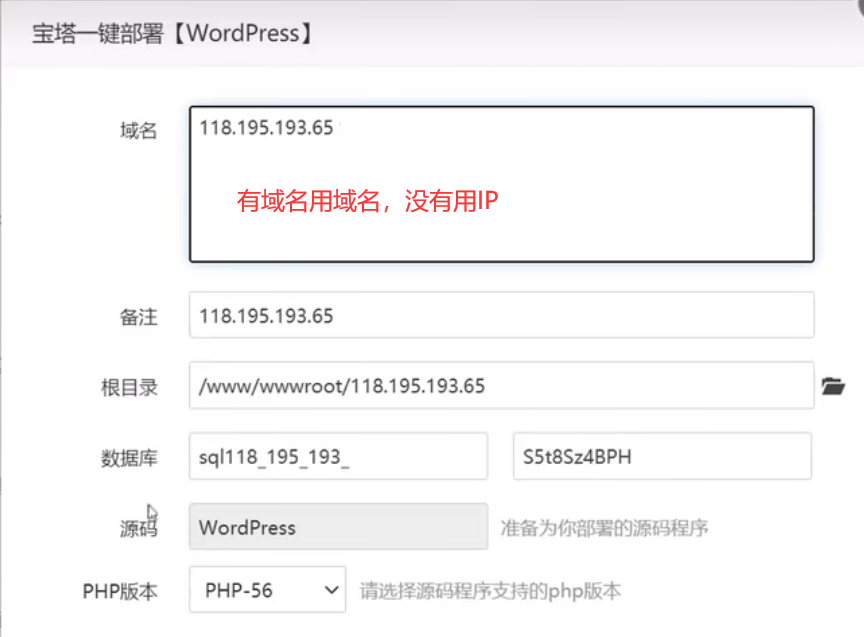 宝塔一键部署【WordPress】
域名 118.195.193.65
有域名用域名，没有用IP
备注 118.195.193.65
根目录 /www/wwwroot/118.195.193.65
数据库 sql118_195_193_ S5t8Sz4BPH
源码 WordPress 准备为你部署的源码程序
PHP版本 PHP-56 请选择源码程序支持的php版本